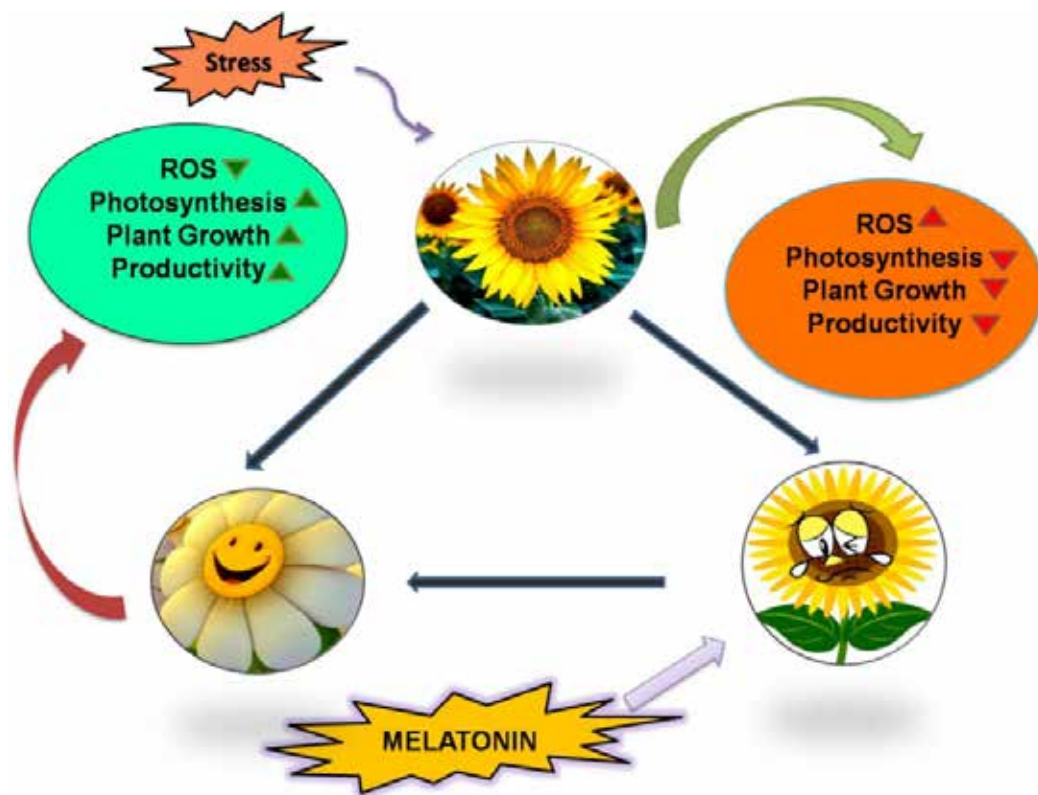 Stress
ROS
Photosynthesis
Plant Growth
Productivity
ROS
Photosynthesis
Plant Growth
Productivity
MELATONIN